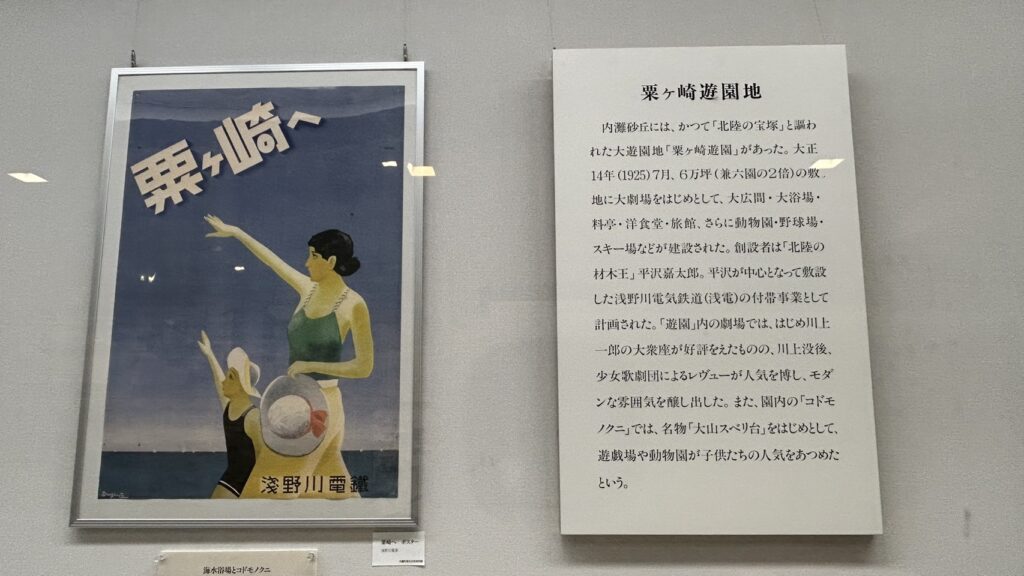 粟ヶ崎へ
淺野川電鐵
粟崎へ ポスター
海水浴場とコドモノクニ
粟ヶ崎遊園地
内灘砂丘には、かつて「北陸の宝塚」と謳わ
れた大遊園地「粟ヶ崎遊園」があった。大正
14年(1925)7月、6万坪(兼六園の2倍)の敷
地に大劇場をはじめとして、大広間・大浴場・
料亭・洋食堂・旅館、さらに動物園・野球場・
スキー場などが建設された。創設者は「北陸の
材木王」平沢嘉太郎。平沢が中心となって敷設
した浅野川電気鉄道(浅電)の付帯事業として
計画された。「遊園」内の劇場では、はじめ川上
一郎の大衆座が好評をえたものの、川上没後、
少女歌劇団によるレヴューが人気を博し、モダ
ンな雰囲気を醸し出した。また、園内の「コドモ
ノクニ」では、名物「大山スベリ台」をはじめとして、
遊戯場や動物園が子供たちの人気をあつめた
という。